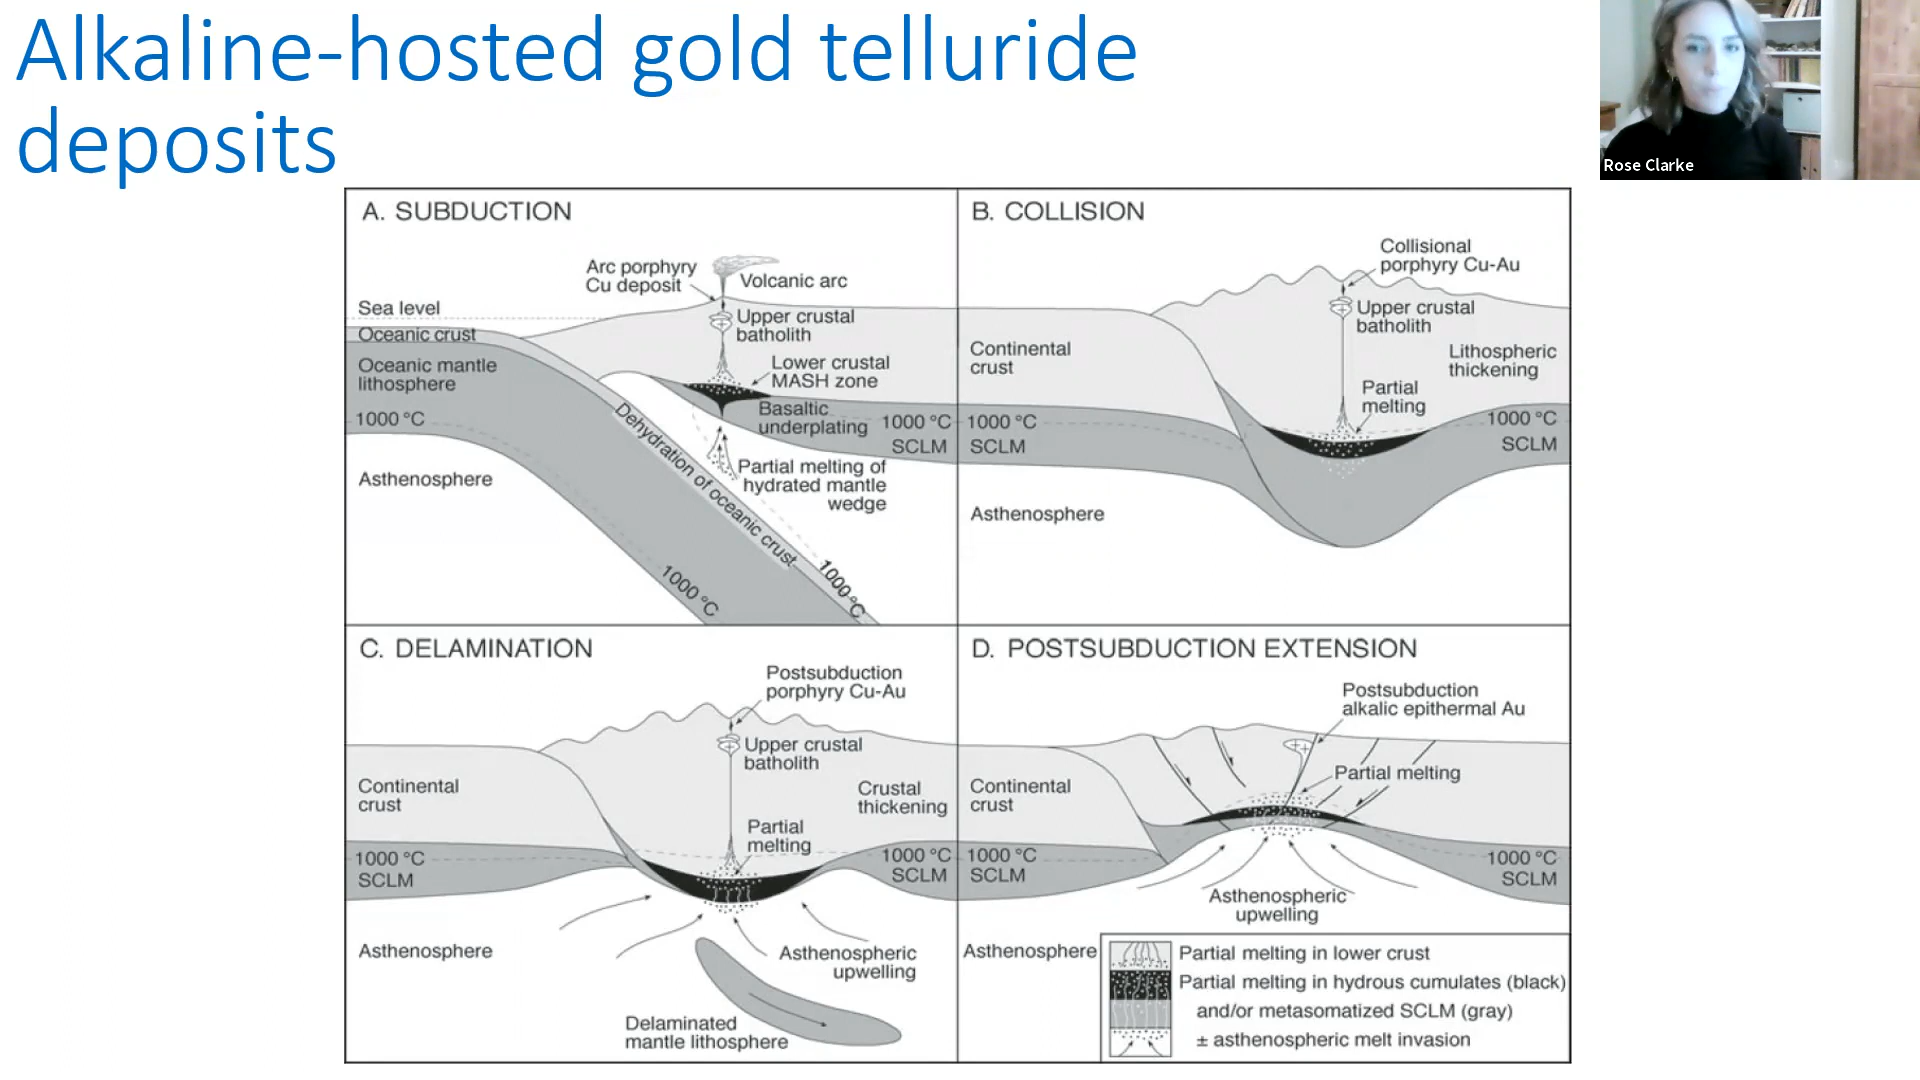 Alkaline-hosted gold telluride
deposits
Rose Clarke
A. SUBDUCTION
Arc porphyry
Cu deposit
Volcanic arc
Sea level
Upper crustal
batholith
Oceanic crust
Oceanic mantle
lithosphere
Lower crustal
MASH zone
1000 °C
Basaltic
underplating
1000 °C
SCLM
Dehydration of oceanic crust
Partial melting of
hydrated mantle
wedge
Asthenosphere
1000 °C
1000 °C
B. COLLISION
Collisional
porphyry Cu-Au
Upper crustal
batholith
Continental
crust
Lithospheric
thickening
Partial
melting
1000 °C
SCLM
1000 °C
SCLM
Asthenosphere
C. DELAMINATION
Postsubduction
porphyry Cu-Au
Upper crustal
batholith
Continental
crust
Crustal
thickening
Partial
melting
1000 °C
SCLM
1000 °C
SCLM
Asthenosphere
Asthenospheric
upwelling
Delaminated
mantle lithosphere
D. POSTSUBDUCTION EXTENSION
Postsubduction
alkalic epithermal Au
Partial melting
Continental
crust
1000 °C
SCLM
1000 °C
SCLM
Asthenospheric
upwelling
Asthenosphere
Partial melting in lower crust
Partial melting in hydrous cumulates (black)
and/or metasomatized SCLM (gray)
± asthenospheric melt invasion